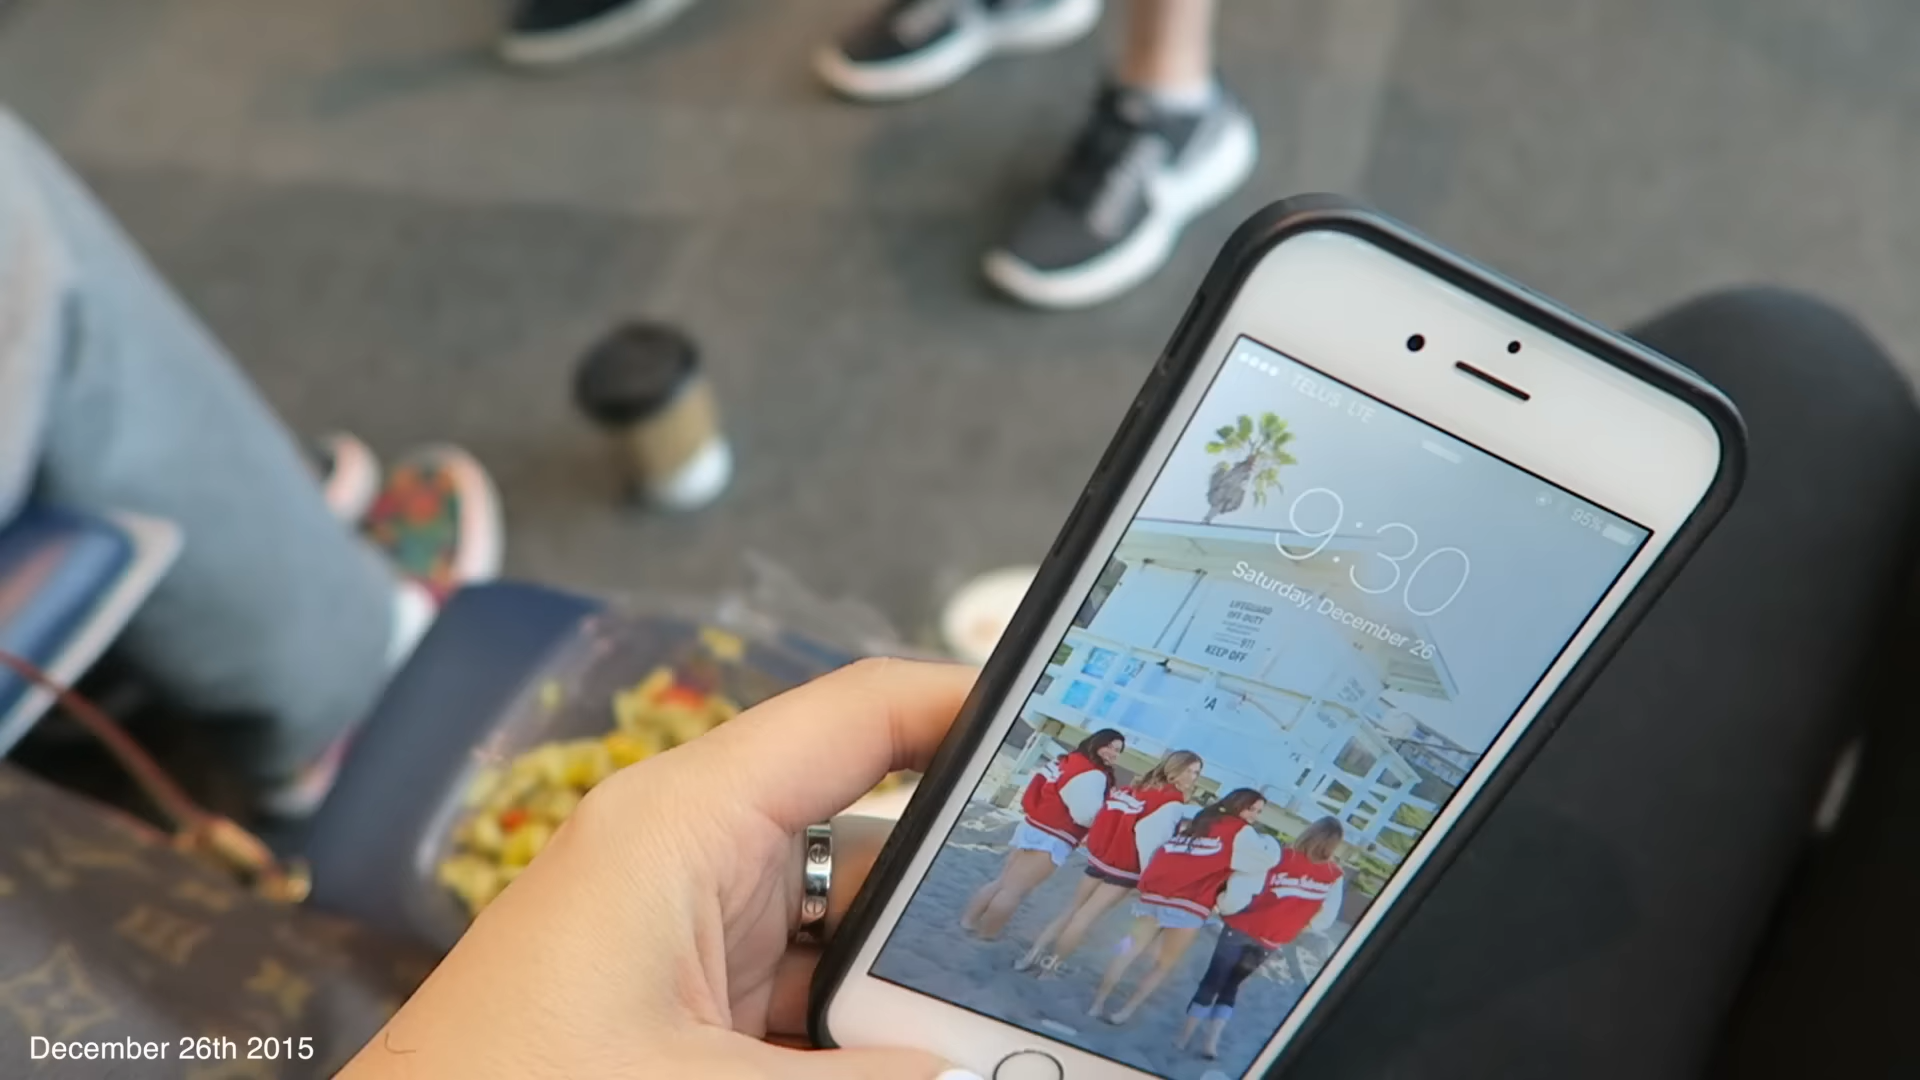 TELUS LTE
95%
9:30
Saturday, December 26
LIFEGUARD
OFF DUTY
911
KEEP OFF
December 26th 2015